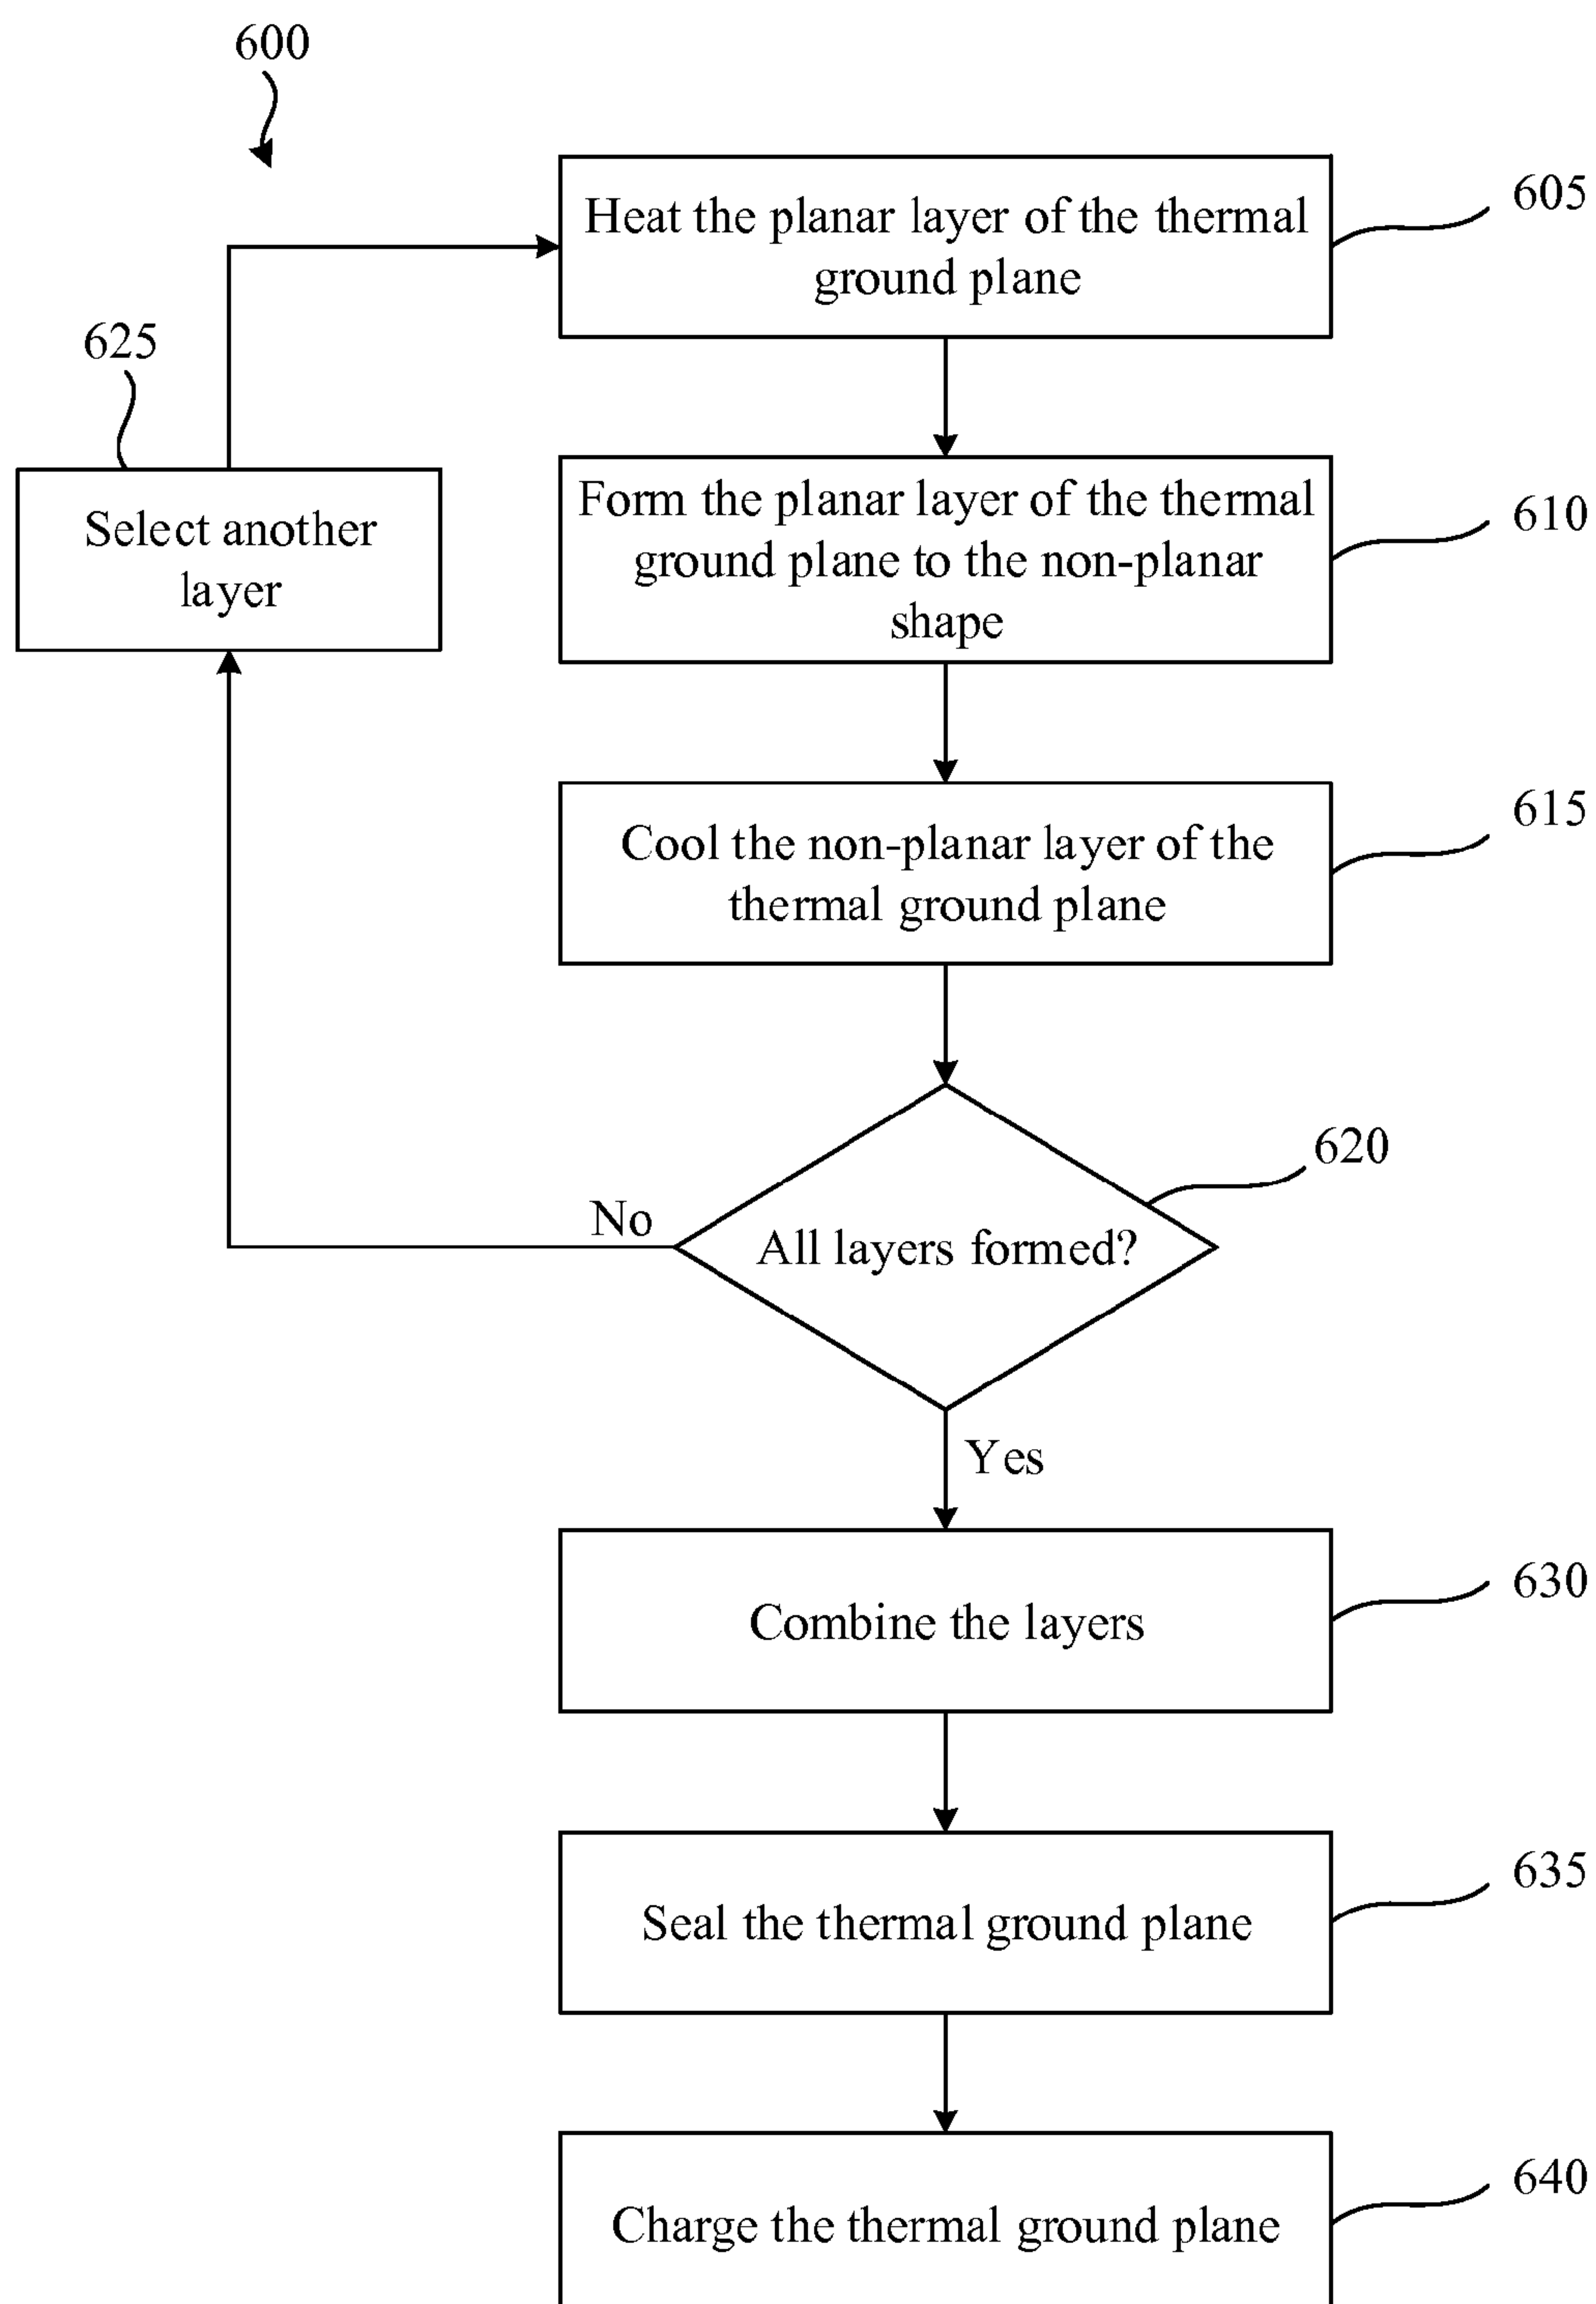 600
Heat the planar layer of the thermal
ground plane
605
625
Select another
layer
Form the planar layer of the thermal
ground plane to the non-planar
shape
610
Cool the non-planar layer of the
thermal ground plane
615
620
All layers formed?
No
Yes
Combine the layers
630
Seal the thermal ground plane
635
Charge the thermal ground plane
640